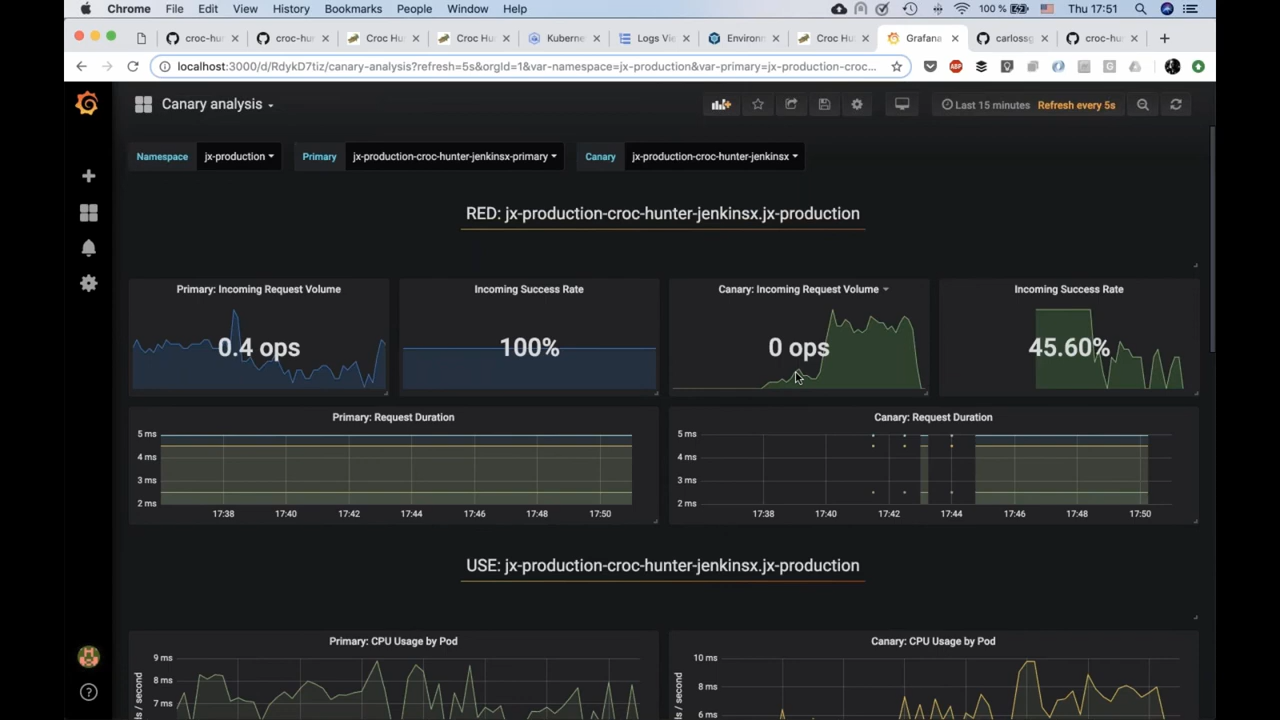 Chrome File Edit View History Bookmarks People Window Help 100 % Thu 17:51
croc-hur croc-hur Croc Hu Croc Hu Kuberne Logs Vie Environ Croc Hu Grafana carlossg croc-hu
localhost:3000/d/RdykD7tiz/canary-analysis?refresh=5s&orgId=1&var-namespace=jx-production&var-primary=jx-production-croc...
Canary analysis
Last 15 minutes Refresh every 5s
Namespace jx-production Primary jx-production-croc-hunter-jenkinsx-primary Canary jx-production-croc-hunter-jenkinsx
RED: jx-production-croc-hunter-jenkinsx.jx-production
Primary: Incoming Request Volume
0.4 ops
Incoming Success Rate
100%
Canary: Incoming Request Volume
0 ops
Incoming Success Rate
45.60%
Primary: Request Duration
5 ms
4 ms
3 ms
2 ms
17:38 17:40 17:42 17:44 17:46 17:48 17:50
Canary: Request Duration
5 ms
4 ms
3 ms
2 ms
17:38 17:40 17:42 17:44 17:46 17:48 17:50
USE: jx-production-croc-hunter-jenkinsx.jx-production
Primary: CPU Usage by Pod
9 ms
8 ms
7 ms
ls / second
Canary: CPU Usage by Pod
10 ms
8 ms
6 ms
ls / second